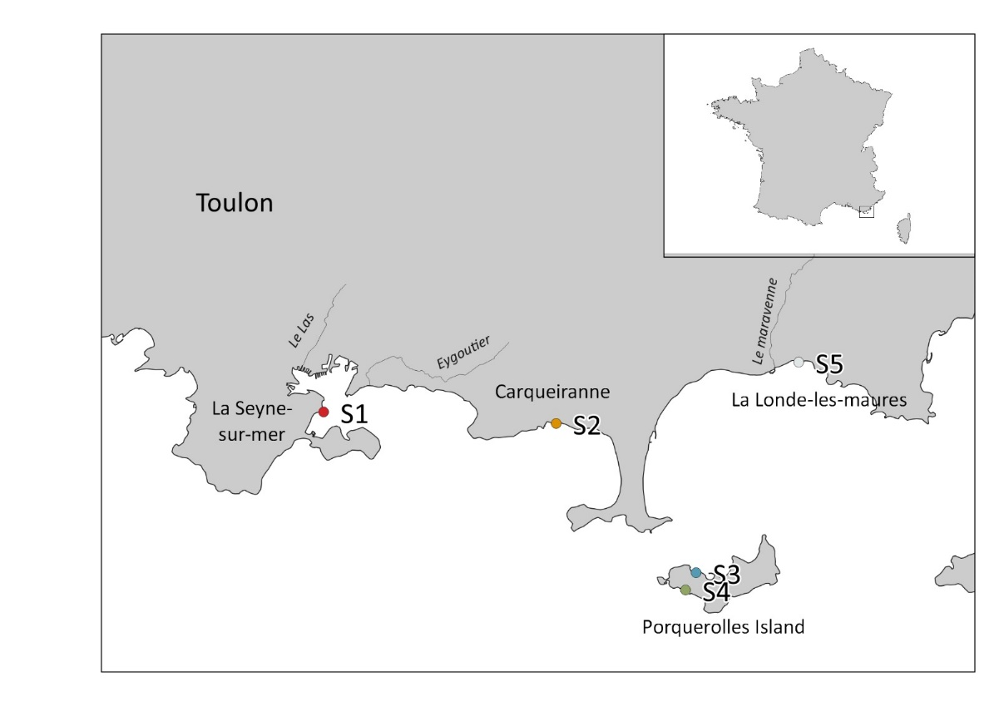 Toulon
Le Las
Eygoutier
Le maravenne
S5
La Londe-les-maures
Carqueiranne
La Seyne-
sur-mer
S1
S2
S3
S4
Porquerolles Island